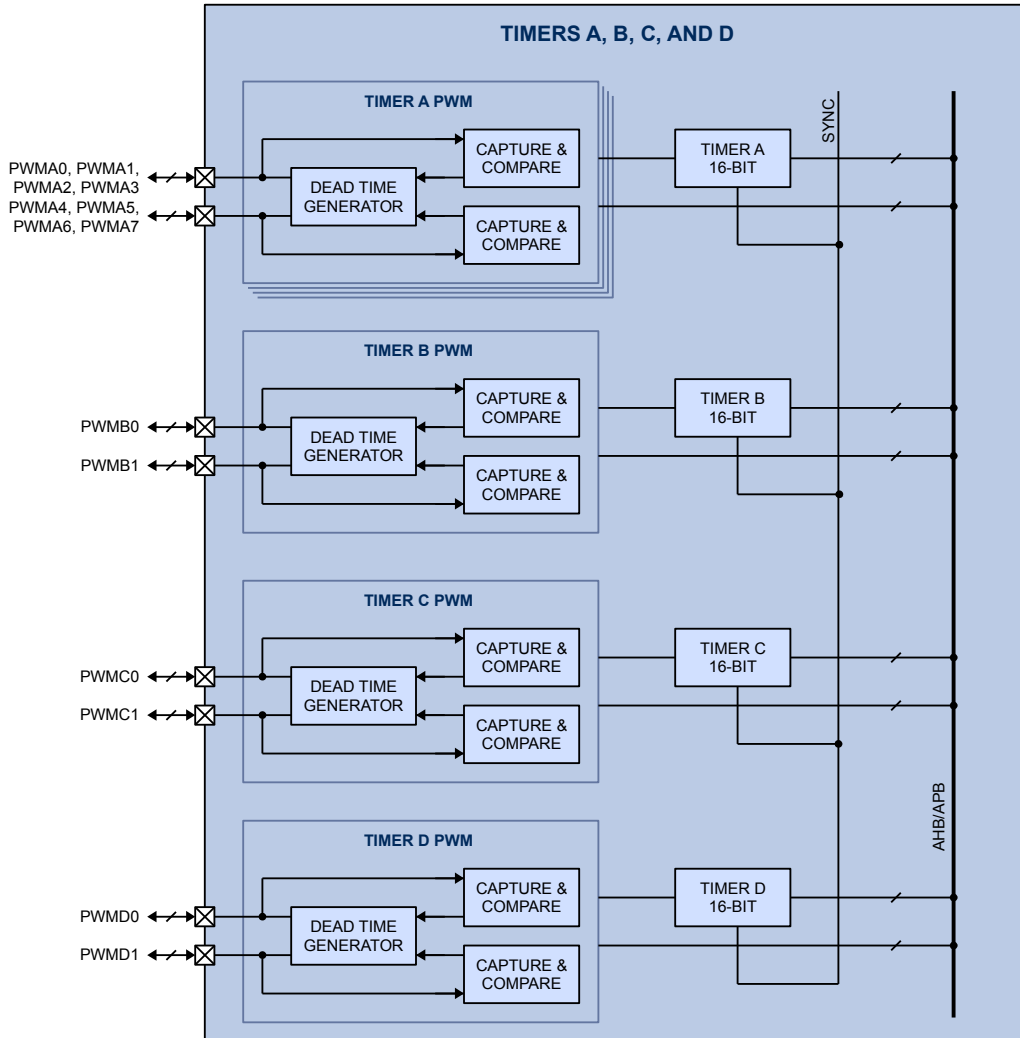 TIMERS A, B, C, AND D
TIMER A PWM
PWMA0, PWMA1,
PWMA2, PWMA3
PWMA4, PWMA5,
PWMA6, PWMA7
DEAD TIME
GENERATOR
CAPTURE &
COMPARE
CAPTURE &
COMPARE
TIMER A
16-BIT
SYNC
TIMER B PWM
PWMB0
PWMB1
DEAD TIME
GENERATOR
CAPTURE &
COMPARE
CAPTURE &
COMPARE
TIMER B
16-BIT
TIMER C PWM
PWMC0
PWMC1
DEAD TIME
GENERATOR
CAPTURE &
COMPARE
CAPTURE &
COMPARE
TIMER C
16-BIT
AHB/APB
TIMER D PWM
PWMD0
PWMD1
DEAD TIME
GENERATOR
CAPTURE &
COMPARE
CAPTURE &
COMPARE
TIMER D
16-BIT